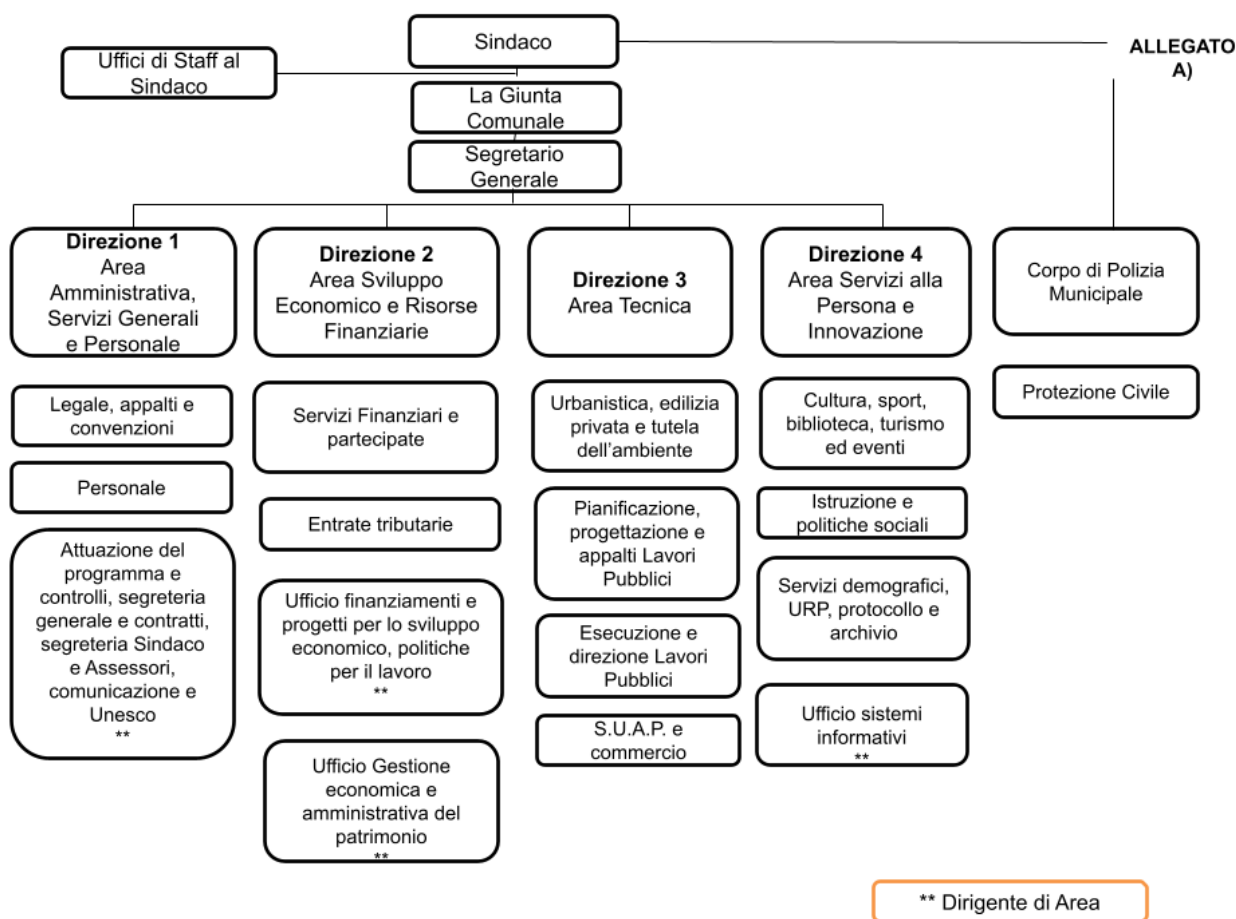 Sindaco
ALLEGATO
A)
Uffici di Staff al
Sindaco
La Giunta
Comunale
Segretario
Generale
Direzione 1
Area
Amministrativa,
Servizi Generali
e Personale
Direzione 2
Area Sviluppo
Economico e Risorse
Finanziarie
Direzione 3
Area Tecnica
Direzione 4
Area Servizi alla
Persona e
Innovazione
Corpo di Polizia
Municipale
Legale, appalti e
convenzioni
Personale
Attuazione del
programma e
controlli, segreteria
generale e contratti,
segreteria Sindaco
e Assessori,
comunicazione e
Unesco
**
Servizi Finanziari e
partecipate
Entrate tributarie
Ufficio finanziamenti e
progetti per lo sviluppo
economico, politiche
per il lavoro
**
Ufficio Gestione
economica e
amministrativa del
patrimonio
**
Urbanistica, edilizia
privata e tutela
dell’ambiente
Pianificazione,
progettazione e
appalti Lavori
Pubblici
Esecuzione e
direzione Lavori
Pubblici
S.U.A.P. e
commercio
Cultura, sport,
biblioteca, turismo
ed eventi
Istruzione e
politiche sociali
Servizi demografici,
URP, protocollo e
archivio
Ufficio sistemi
informativi
**
Protezione Civile
** Dirigente di Area